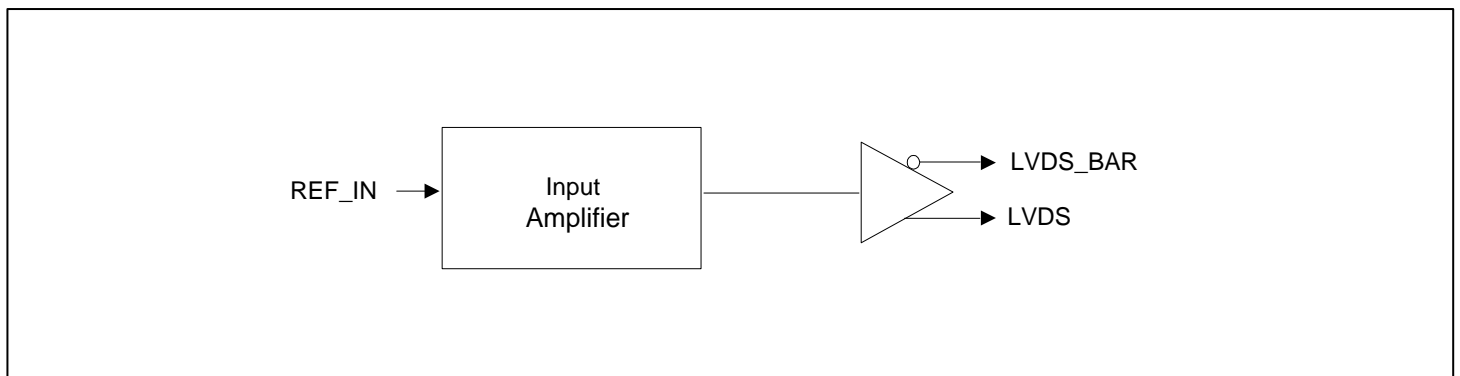 REF_IN
Input
Amplifier
LVDS_BAR
LVDS